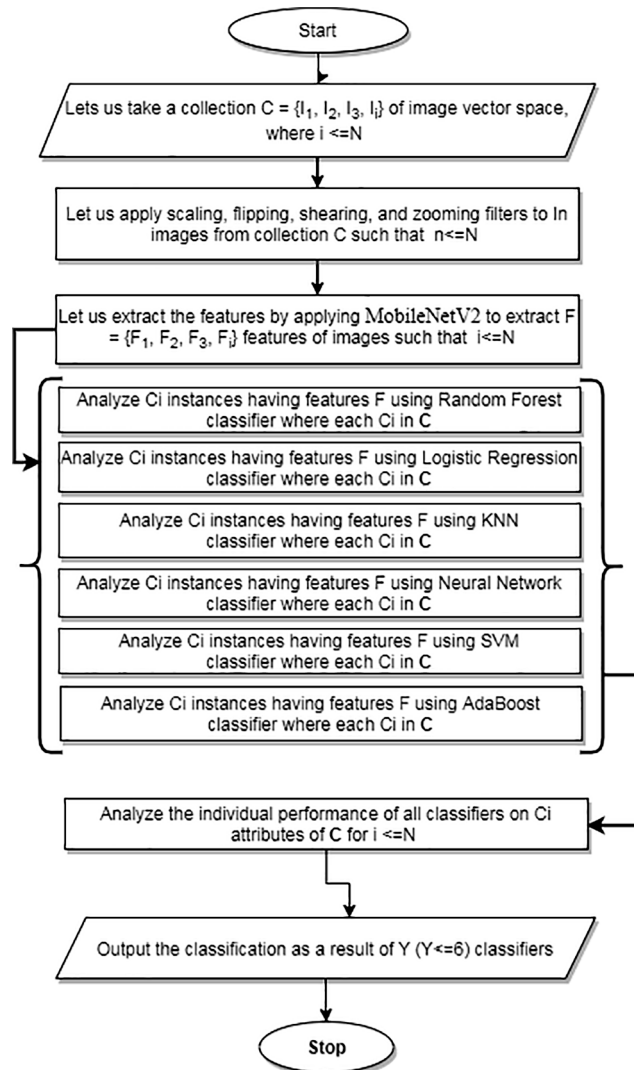 Start
Lets us take a collection C = {I₁, I₂, I₃, Iᵢ} of image vector space,
where i <=N
Let us apply scaling, flipping, shearing, and zooming filters to In
images from collection C such that n<=N
Let us extract the features by applying MobileNetV2 to extract F
= {F₁, F₂, F₃, Fᵢ} features of images such that i<=N
Analyze Ci instances having features F using Random Forest
classifier where each Ci in C
Analyze Ci instances having features F using Logistic Regression
classifier where each Ci in C
Analyze Ci instances having features F using KNN
classifier where each Ci in C
Analyze Ci instances having features F using Neural Network
classifier where each Ci in C
Analyze Ci instances having features F using SVM
classifier where each Ci in C
Analyze Ci instances having features F using AdaBoost
classifier where each Ci in C
Analyze the individual performance of all classifiers on Ci
attributes of C for i <=N
Output the classification as a result of Y (Y<=6) classifiers
Stop